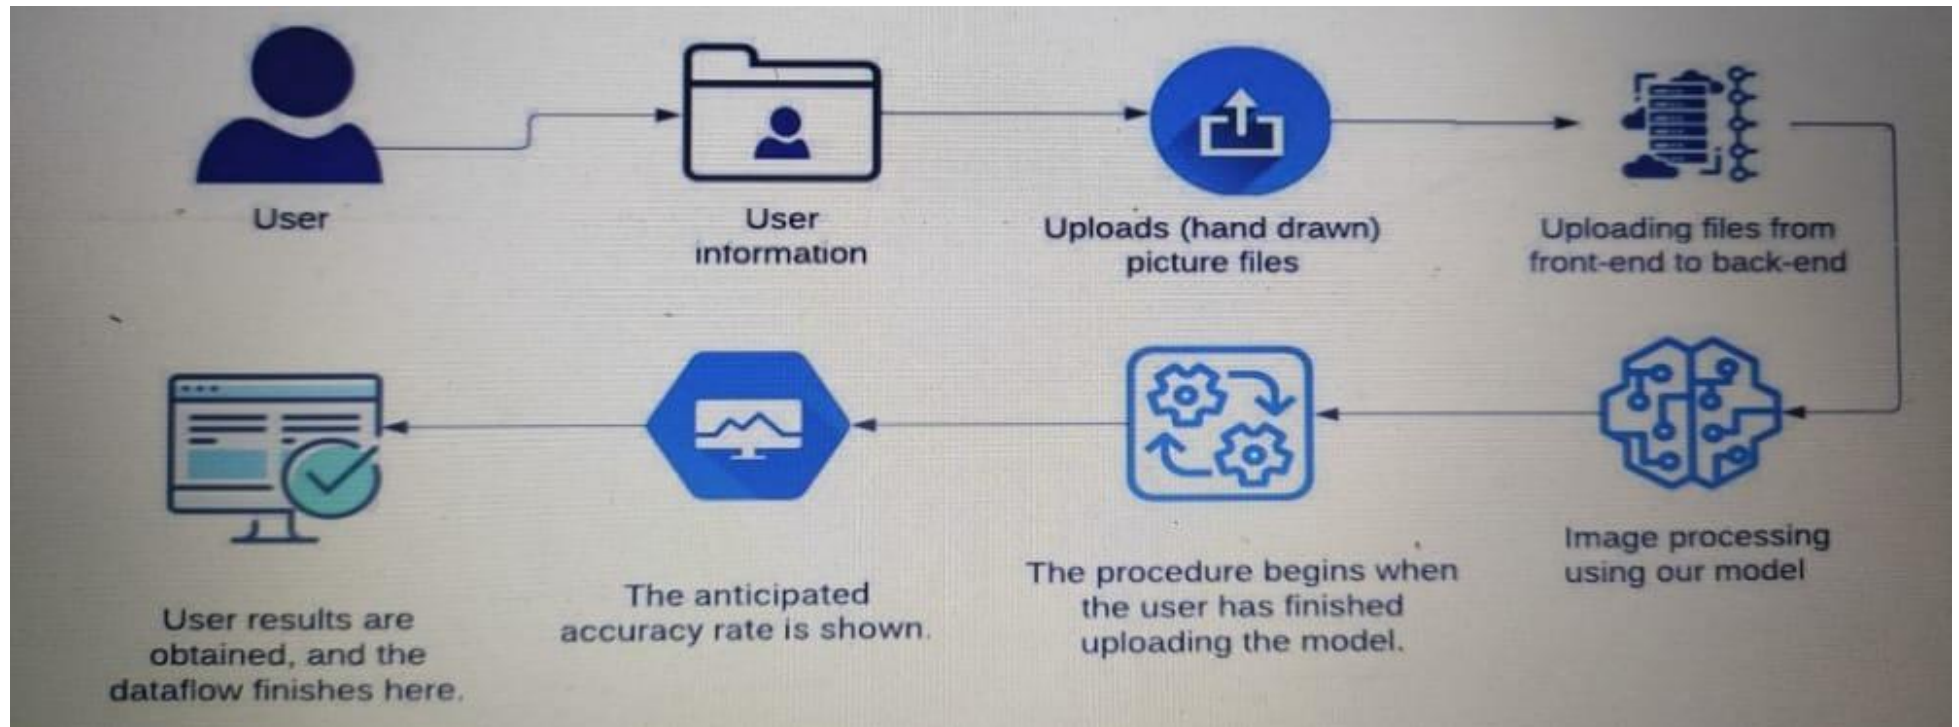 User
User
information
Uploads (hand drawn)
picture files
Uploading files from
front-end to back-end
Image processing
using our model
The procedure begins when
the user has finished
uploading the model.
The anticipated
accuracy rate is shown.
User results are
obtained, and the
dataflow finishes here.